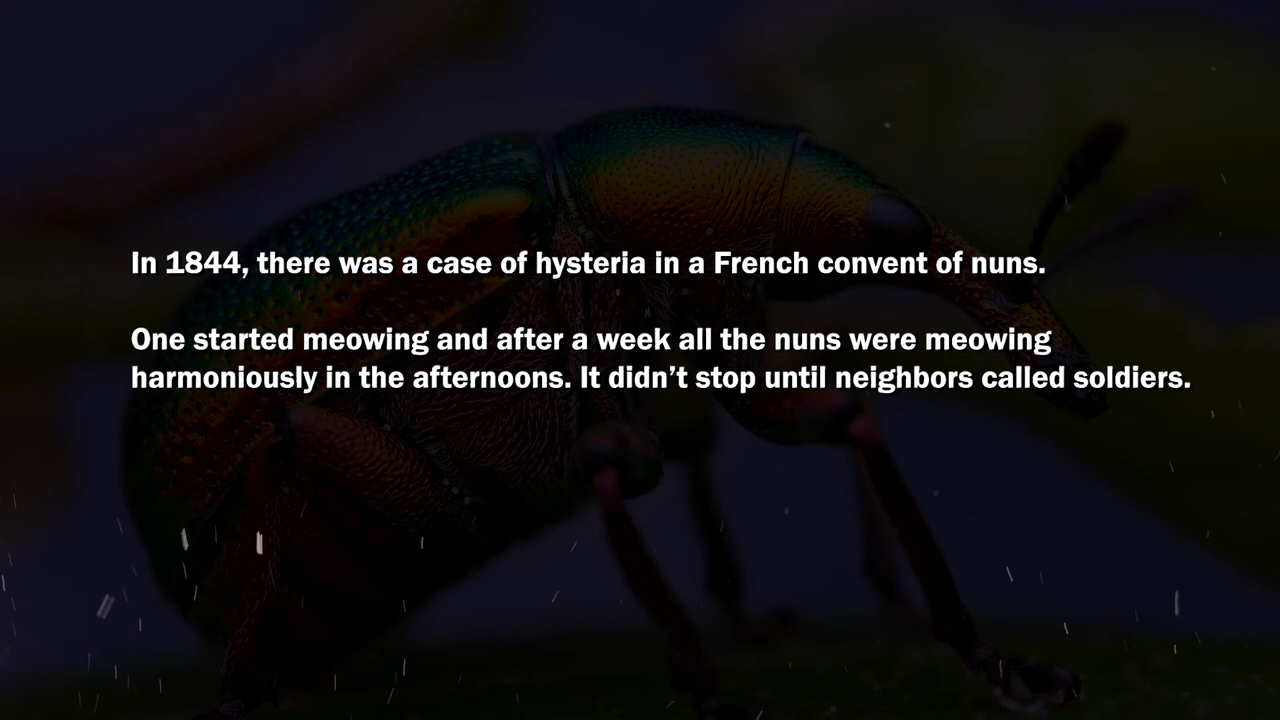 In 1844, there was a case of hysteria in a French convent of nuns.
One started meowing and after a week all the nuns were meowing
harmoniously in the afternoons. It didn’t stop until neighbors called soldiers.